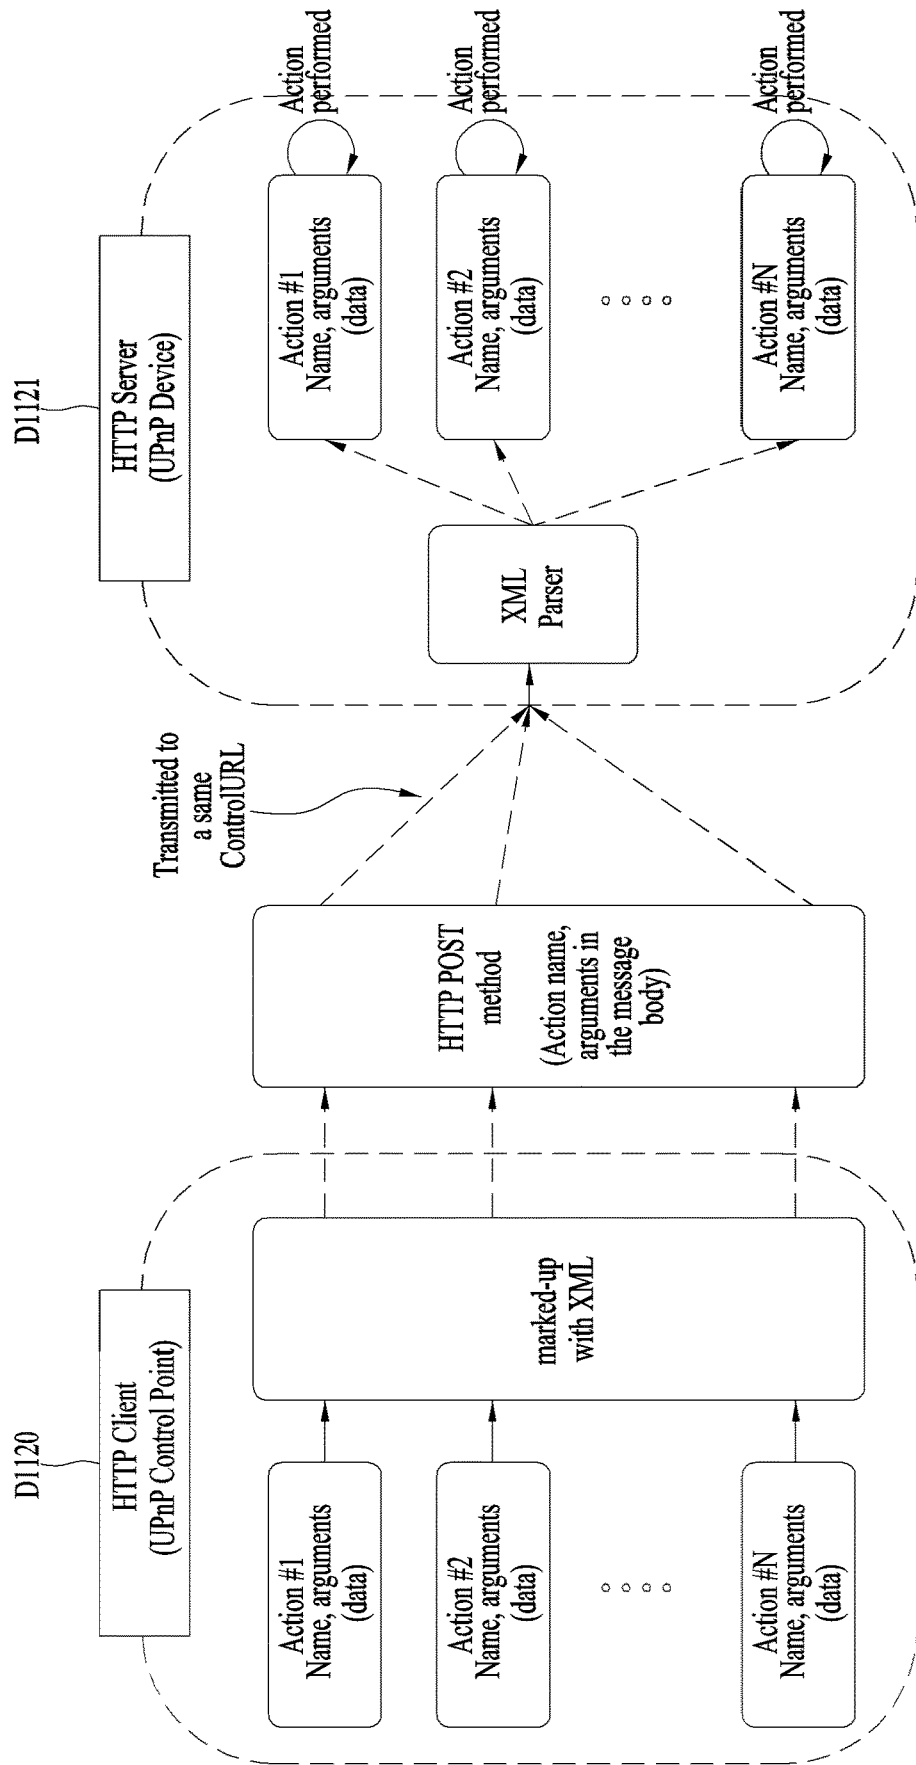 D1120
HTTP Client
(UPnP Control Point)
Action #1
Name, arguments
(data)
Action #2
Name, arguments
(data)
Action #N
Name, arguments
(data)
marked-up
with XML
HTTP POST
method
(Action name,
arguments in
the message
body)
Transmitted to
a same
ControlURL
D1121
HTTP Server
(UPnP Device)
XML
Parser
Action #1
Name, arguments
(data)
Action
performed
Action #2
Name, arguments
(data)
Action
performed
Action #N
Name, arguments
(data)
Action
performed